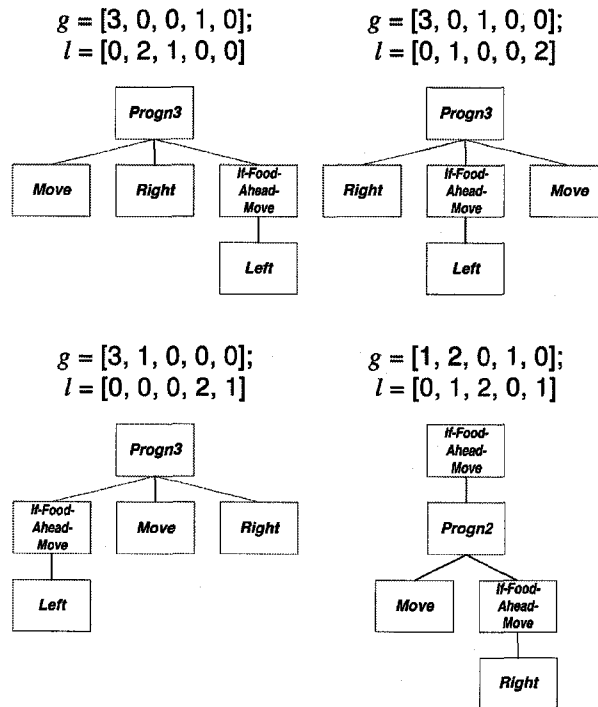 g = [3, 0, 0, 1, 0];
l = [0, 2, 1, 0, 0]
Progn3
Move
Right
If-Food-
Ahead-
Move
Left
g = [3, 0, 1, 0, 0];
l = [0, 1, 0, 0, 2]
Progn3
Right
If-Food-
Ahead-
Move
Move
Left
g = [3, 1, 0, 0, 0];
l = [0, 0, 0, 2, 1]
Progn3
If-Food-
Ahead-
Move
Move
Right
Left
g = [1, 2, 0, 1, 0];
l = [0, 1, 2, 0, 1]
If-Food-
Ahead-
Move
Progn2
Move
If-Food-
Ahead-
Move
Right